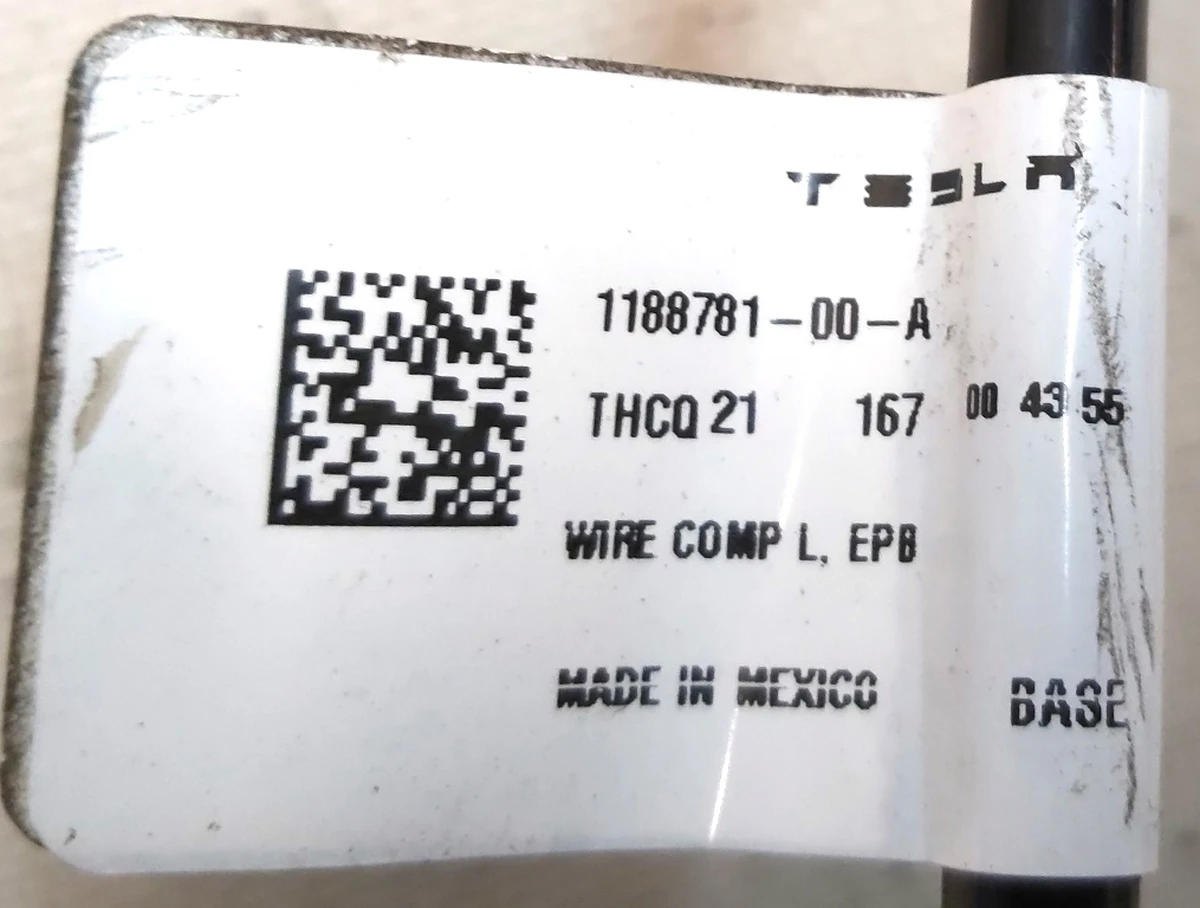 TESLA
1188781-00-A
THCQ 21 167 00 43 55
WIRE COMP L, EPB
MADE IN MEXICO BASE